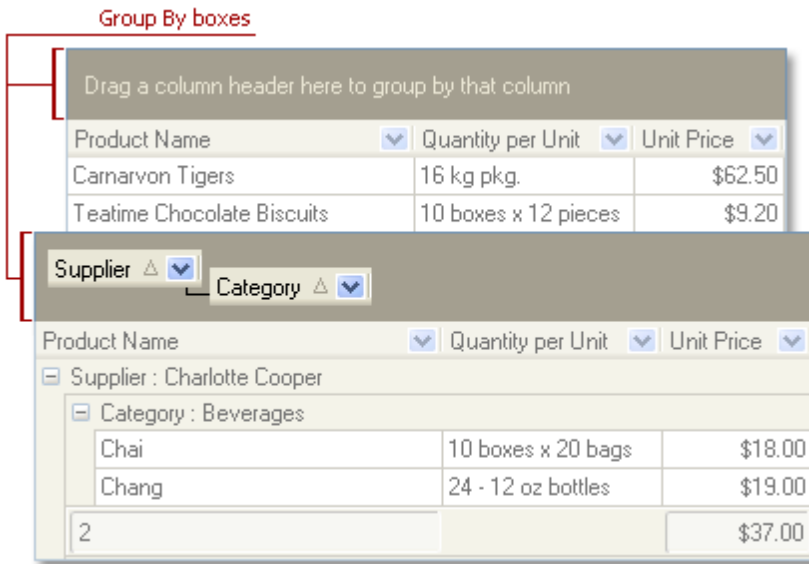 Group By boxes
Drag a column header here to group by that column
Product Name Quantity per Unit Unit Price
Carnarvon Tigers 16 kg pkg. $62.50
Teatime Chocolate Biscuits 10 boxes x 12 pieces $9.20
Supplier
Category
Product Name Quantity per Unit Unit Price
Supplier : Charlotte Cooper
Category : Beverages
Chai 10 boxes x 20 bags $18.00
Chang 24 - 12 oz bottles $19.00
2 $37.00